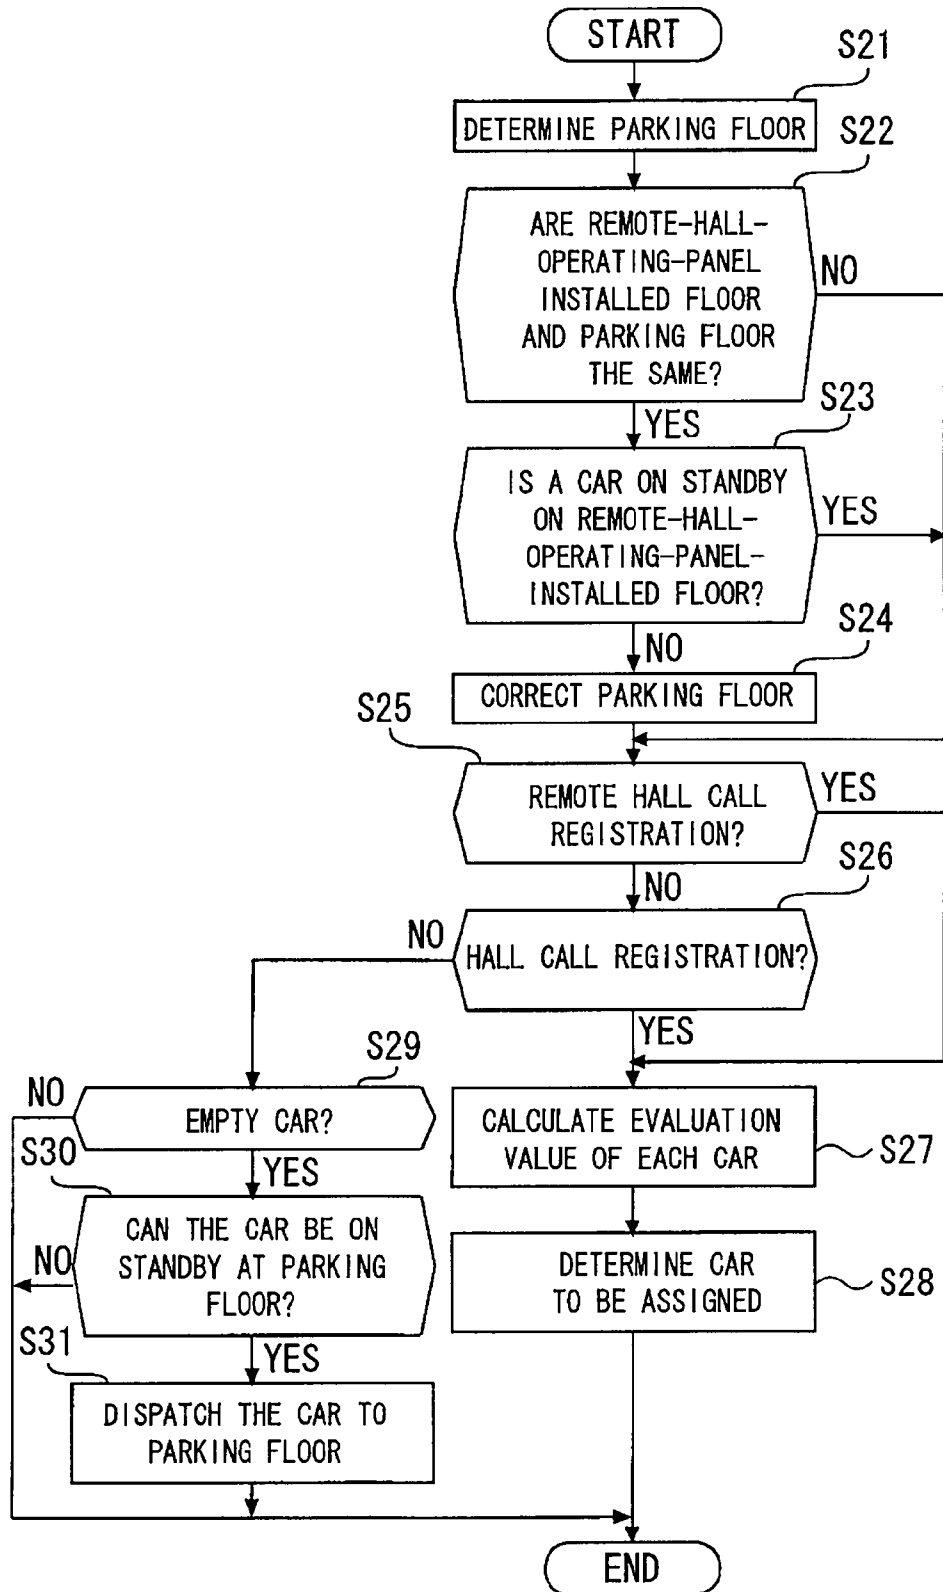 START
S21
DETERMINE PARKING FLOOR
S22
ARE REMOTE-HALL-
OPERATING-PANEL
INSTALLED FLOOR
AND PARKING FLOOR
THE SAME?
NO
YES
S23
IS A CAR ON STANDBY
ON REMOTE-HALL-
OPERATING-PANEL-
INSTALLED FLOOR?
YES
NO
S24
CORRECT PARKING FLOOR
S25
REMOTE HALL CALL
REGISTRATION?
YES
NO
S26
HALL CALL REGISTRATION?
NO
YES
S29
EMPTY CAR?
NO
YES
CALCULATE EVALUATION
VALUE OF EACH CAR
S27
S30
CAN THE CAR BE ON
STANDBY AT PARKING
FLOOR?
NO
YES
DETERMINE CAR
TO BE ASSIGNED
S28
S31
DISPATCH THE CAR TO
PARKING FLOOR
END